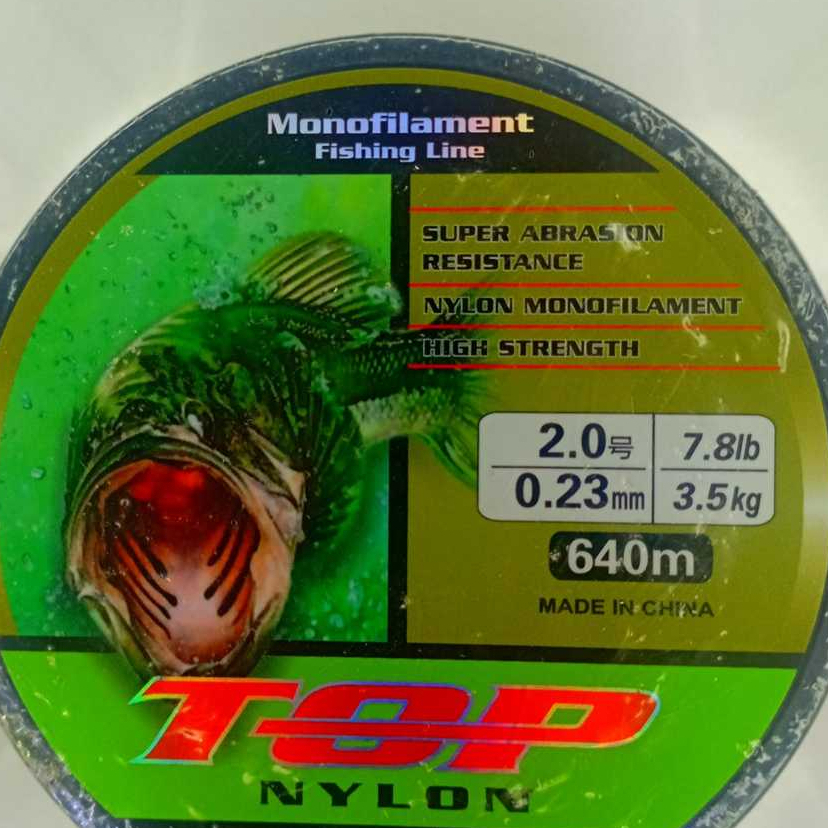 Monofilament
Fishing Line
SUPER ABRASION
RESISTANCE
NYLON MONOFILAMENT
HIGH STRENGTH
2.0号 7.8lb
0.23mm 3.5kg
640m
MADE IN CHINA
TOP
NYLON